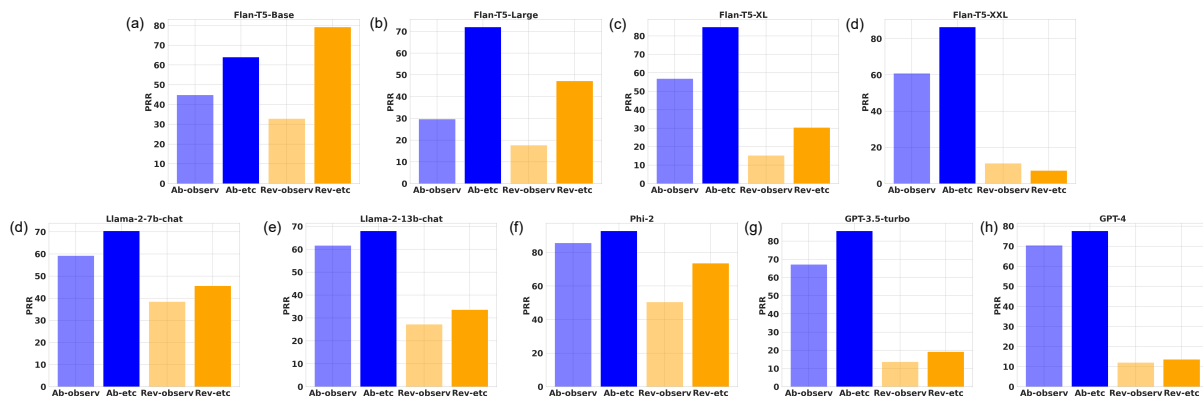 (a) Flan-T5-Base
80
70
60
50
40
30
20
10
0
PRR
Ab-observ Ab-etc Rev-observ Rev-etc
(b) Flan-T5-Large
70
60
50
40
30
20
10
0
PRR
Ab-observ Ab-etc Rev-observ Rev-etc
(c) Flan-T5-XL
80
70
60
50
40
30
20
10
0
PRR
Ab-observ Ab-etc Rev-observ Rev-etc
(d) Flan-T5-XXL
80
60
40
20
0
PRR
Ab-observ Ab-etc Rev-observ Rev-etc
(d) Llama-2-7b-chat
70
60
50
40
30
20
10
0
PRR
Ab-observ Ab-etc Rev-observ Rev-etc
(e) Llama-2-13b-chat
70
60
50
40
30
20
10
0
PRR
Ab-observ Ab-etc Rev-observ Rev-etc
(f) Phi-2
80
60
40
20
0
PRR
Ab-observ Ab-etc Rev-observ Rev-etc
(g) GPT-3.5-turbo
80
70
60
50
40
30
20
10
0
PRR
Ab-observ Ab-etc Rev-observ Rev-etc
(h) GPT-4
80
70
60
50
40
30
20
10
0
PRR
Ab-observ Ab-etc Rev-observ Rev-etc